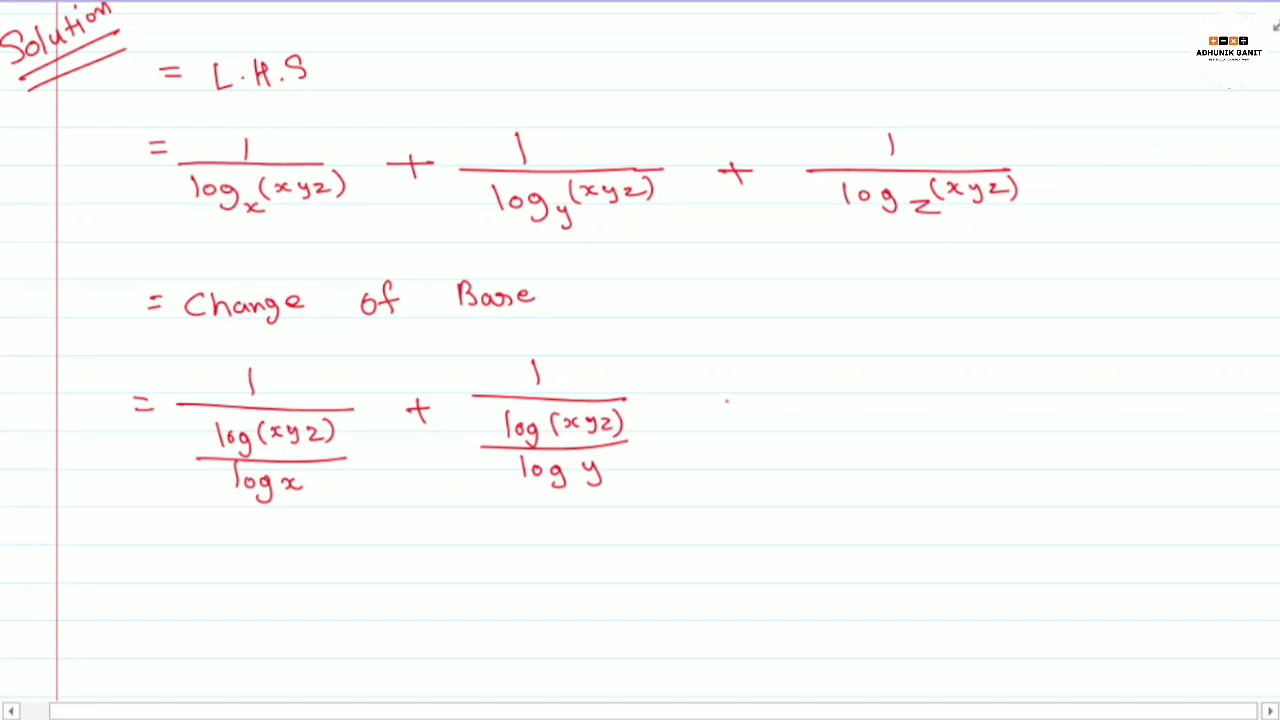 Solution
= L.H.S
= 1/log_x(xyz) + 1/log_y(xyz) + 1/log_z(xyz)
= Change of Base
= 1/(log(xyz)/log x) + 1/(log(xyz)/log y)
ADHUNIK GANIT